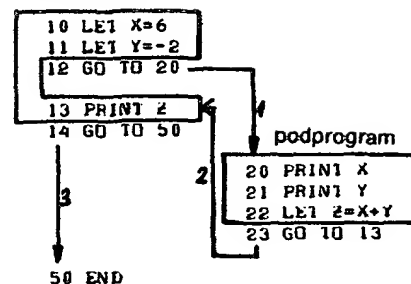 10 LET X=6
11 LET Y=-2
12 GO TO 20
13 PRINT Z
14 GO TO 50
1
podprogram
2
20 PRINT X
21 PRINT Y
22 LET Z=X+Y
23 GO TO 13
3
50 END